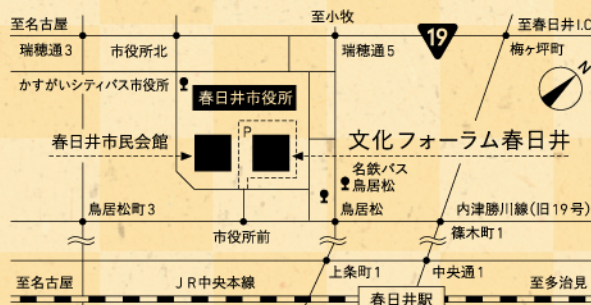 至名古屋
至小牧
至春日井I.C
瑞穂通3
市役所北
瑞穂通5
19
梅ヶ坪町
N
かすがいシティバス市役所
春日井市役所
春日井市民会館
P
文化フォーラム春日井
名鉄バス
鳥居松
鳥居松町3
鳥居松
内津勝川線(旧19号)
市役所前
篠木町1
上条町1
中央通1
至名古屋
JR中央本線
至多治見
春日井駅